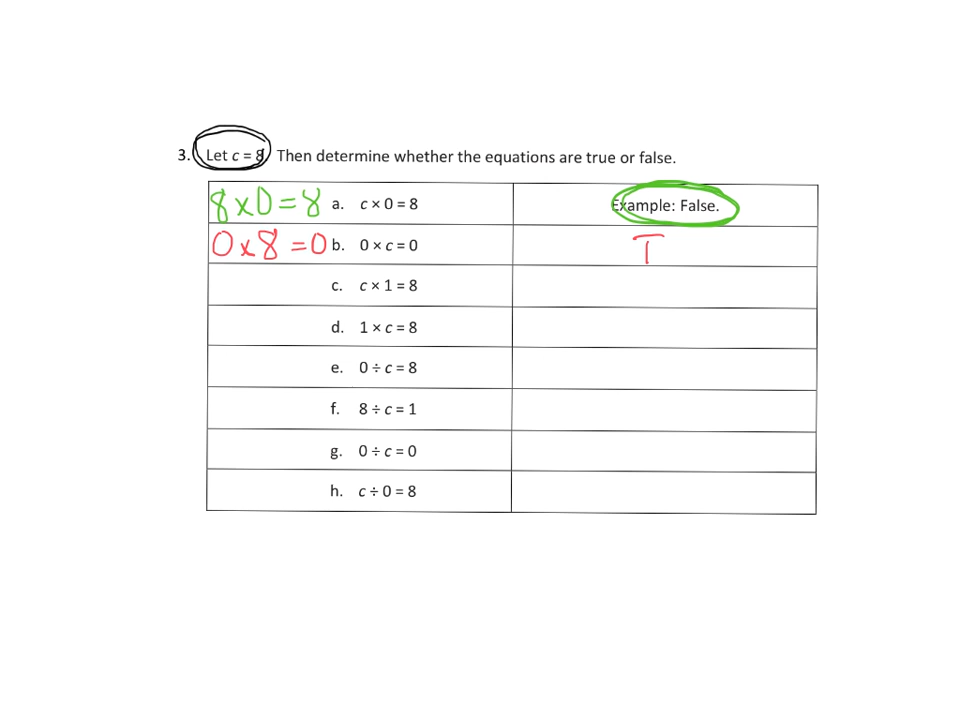 3. Let c = 8. Then determine whether the equations are true or false.
8x0=8 a. c × 0 = 8 Example: False.
0x8=0 b. 0 × c = 0 T
c. c × 1 = 8
d. 1 × c = 8
e. 0 ÷ c = 8
f. 8 ÷ c = 1
g. 0 ÷ c = 0
h. c ÷ 0 = 8